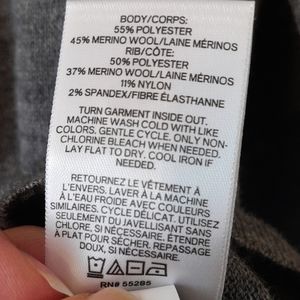 BODY/CORPS:
55% POLYESTER
45% MERINO WOOL/LAINE MÉRINOS
RIB/CÔTE:
50% POLYESTER
37% MERINO WOOL/LAINE MÉRINOS
11% NYLON
2% SPANDEX/FIBRE ÉLASTHANNE
TURN GARMENT INSIDE OUT.
MACHINE WASH COLD WITH LIKE
COLORS. GENTLE CYCLE. ONLY NON-
CHLORINE BLEACH WHEN NEEDED.
LAY FLAT TO DRY. COOL IRON IF
NEEDED.
RETOURNEZ LE VÊTEMENT À
L'ENVERS. LAVER À LA MACHINE
À L'EAU FROIDE AVEC COULEURS
SIMILAIRES. CYCLE DÉLICAT. UTILISEZ
SEULEMENT DU JAVELLISANT SANS
CHLORE, SI NÉCESSAIRE. ÉTENDRE
À PLAT POUR SÉCHER. REPASSAGE
DOUX, SI NÉCESSAIRE.
RN# 55285